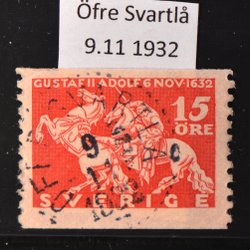 Öfre Svartlå
9.11 1932
GUSTAF II ADOLF 6 NOV·1632
15
ÖRE
SVERIGE